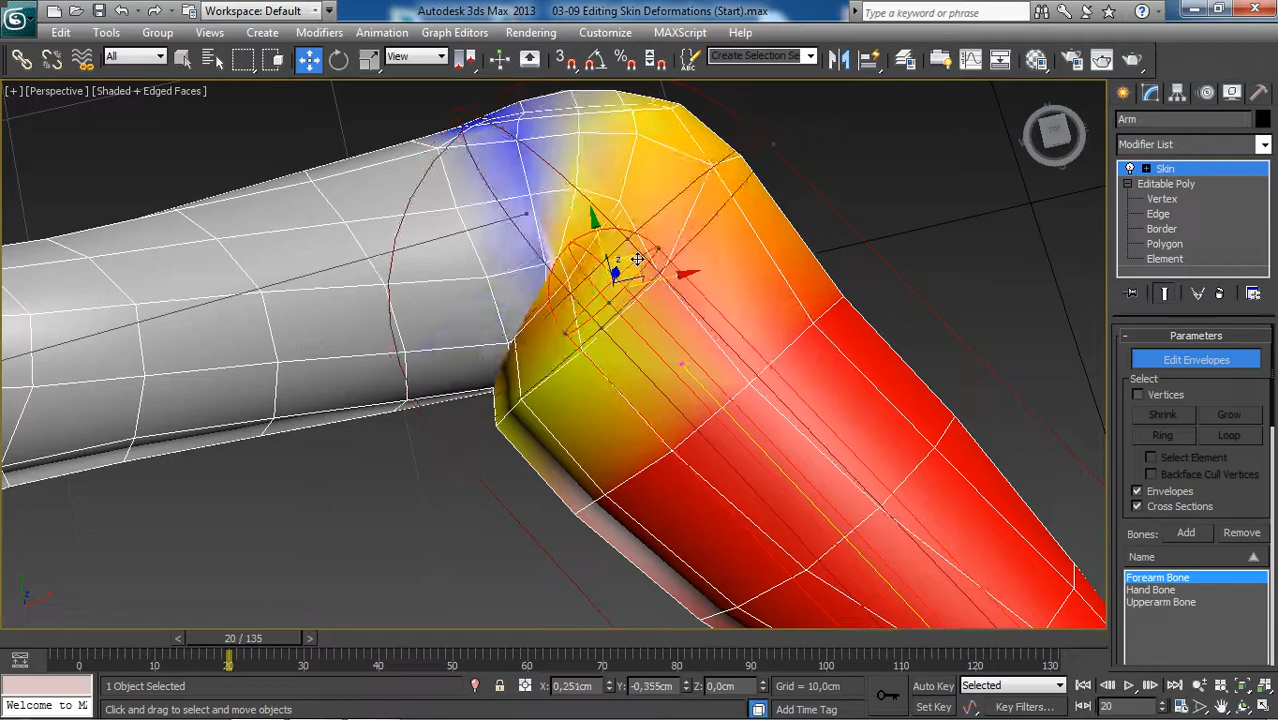 Workspace: Default
Autodesk 3ds Max 2013    03-09 Editing Skin Deformations (Start).max
Type a keyword or phrase
Edit Tools Group Views Create Modifiers Animation Graph Editors Rendering Customize MAXScript Help
All
View
3
%
Create Selection Se
ABC
[+] [Perspective] [Shaded + Edged Faces]
TOP
Arm
Modifier List
Skin
Editable Poly
Vertex
Edge
Border
Polygon
Element
z
Parameters
Edit Envelopes
Select
Vertices
Shrink Grow
Ring Loop
Select Element
Backface Cull Vertices
Envelopes
Cross Sections
Bones: Add Remove
Name
Forearm Bone
Hand Bone
Upperarm Bone
< 20 / 135 >
0 10 20 30 40 50 60 70 80 90 100 110 120 130
1 Object Selected X: 0,251cm Y: -0,355cm Z: 0,0cm Grid = 10,0cm Auto Key Selected
Welcome to M Click and drag to select and move objects Add Time Tag Set Key Key Filters... 20